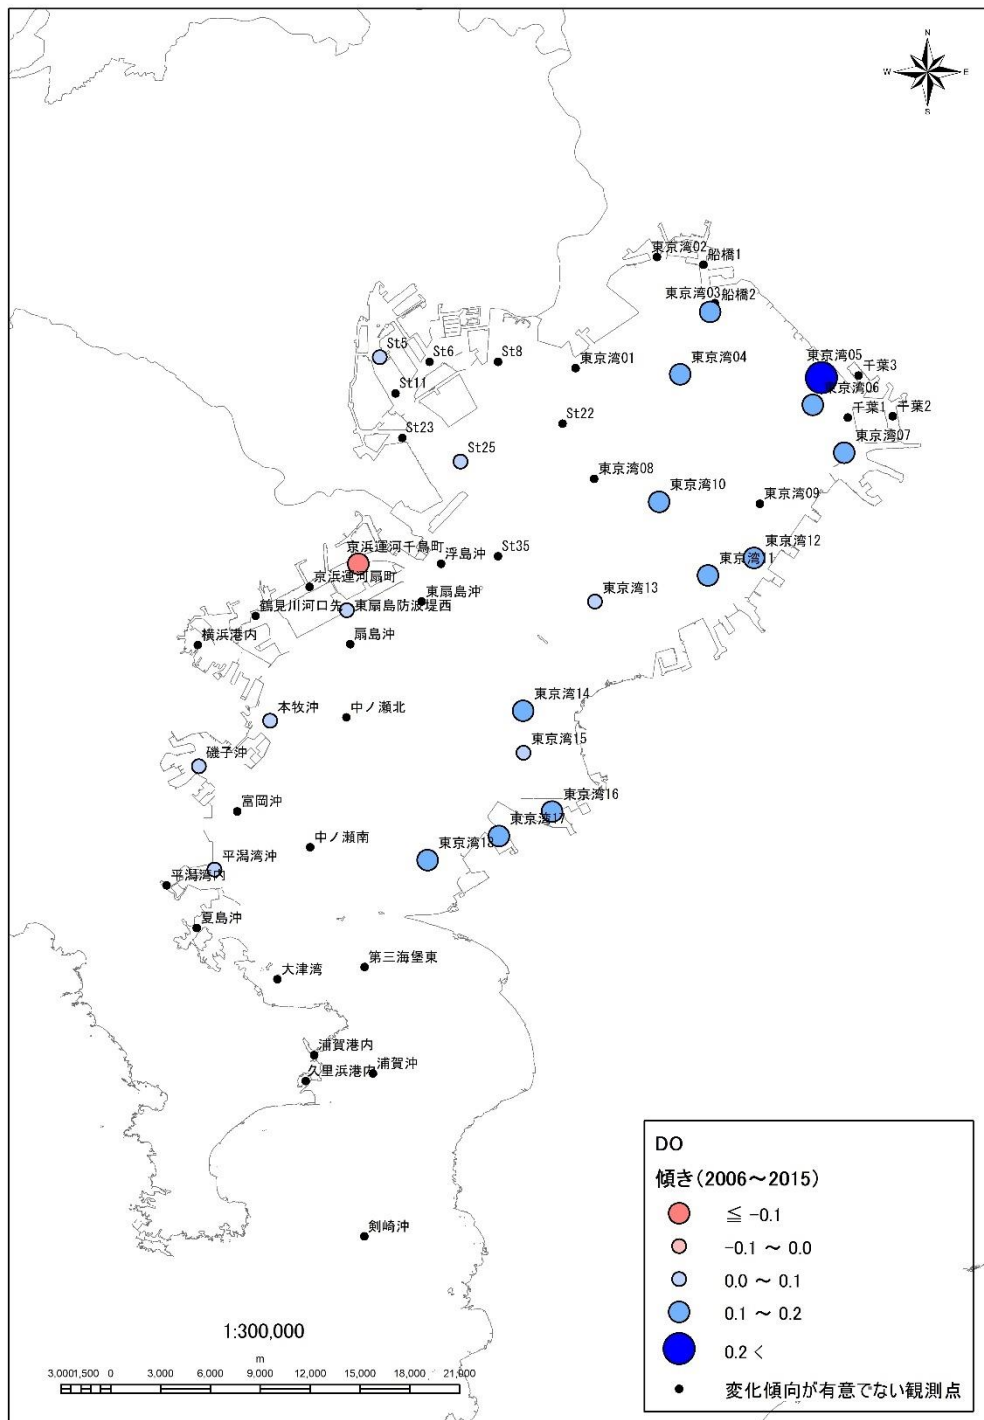 N
W
E
S
東京湾02
船橋1
東京湾03
船橋2
St5
St6
St8
東京湾01
東京湾04
東京湾05
千葉3
東京湾06
St11
千葉1
千葉2
St22
St23
東京湾07
St25
東京湾08
東京湾10
東京湾09
京浜運河千鳥町
浮島沖
St35
東京湾12
東京湾11
京浜運河扇町
東扇島沖
東京湾13
鶴見川河口先
東扇島防波堤西
横浜港内
扇島沖
本牧沖
中ノ瀬北
東京湾14
磯子沖
東京湾15
富岡沖
東京湾16
東京湾17
中ノ瀬南
東京湾18
平潟湾沖
平潟湾内
夏島沖
大津湾
第三海堡東
浦賀港内
浦賀沖
久里浜港内
剣崎沖
DO
傾き(2006～2015)
≦ -0.1
-0.1 ～ 0.0
0.0 ～ 0.1
0.1 ～ 0.2
0.2 <
変化傾向が有意でない観測点
1:300,000
m
3,000 1,500 0 3,000 6,000 9,000 12,000 15,000 18,000 21,000